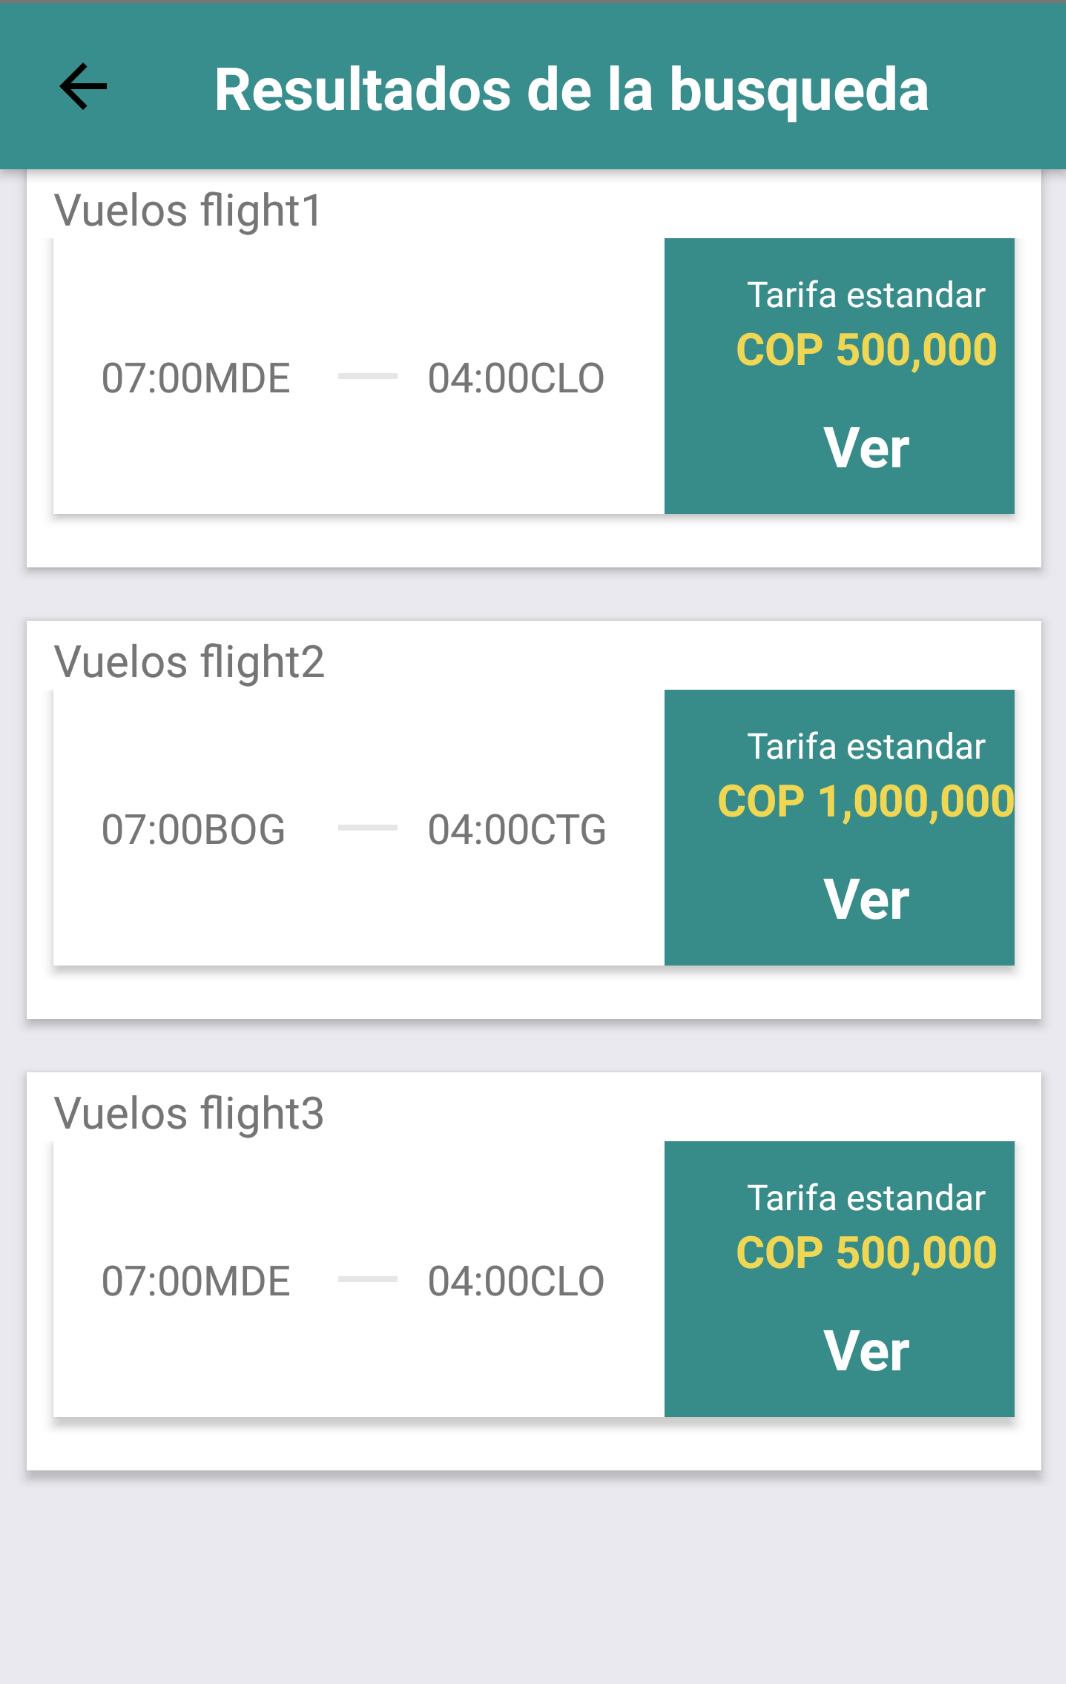 Resultados de la busqueda
Vuelos flight1
Tarifa estandar
COP 500,000
07:00MDE 04:00CLO
Ver
Vuelos flight2
Tarifa estandar
COP 1,000,000
07:00BOG 04:00CTG
Ver
Vuelos flight3
Tarifa estandar
COP 500,000
07:00MDE 04:00CLO
Ver